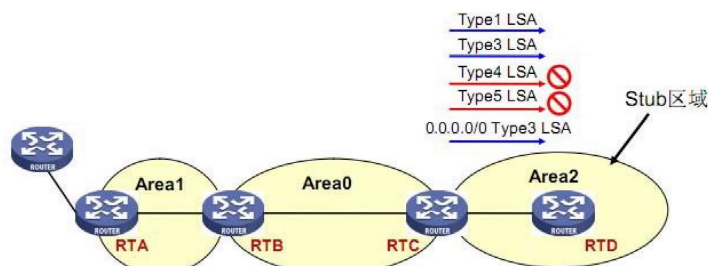 Type1 LSA
Type3 LSA
Type4 LSA
Type5 LSA
0.0.0.0/0 Type3 LSA
Stub区域
ROUTER
Area1
Area0
Area2
ROUTER
ROUTER
ROUTER
ROUTER
RTA
RTB
RTC
RTD